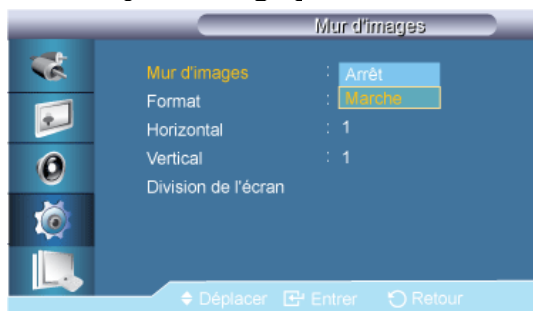 Mur d'images
Mur d'images : Arrêt
Format : Marche
Horizontal : 1
Vertical : 1
Division de l'écran
Déplacer Entrer Retour